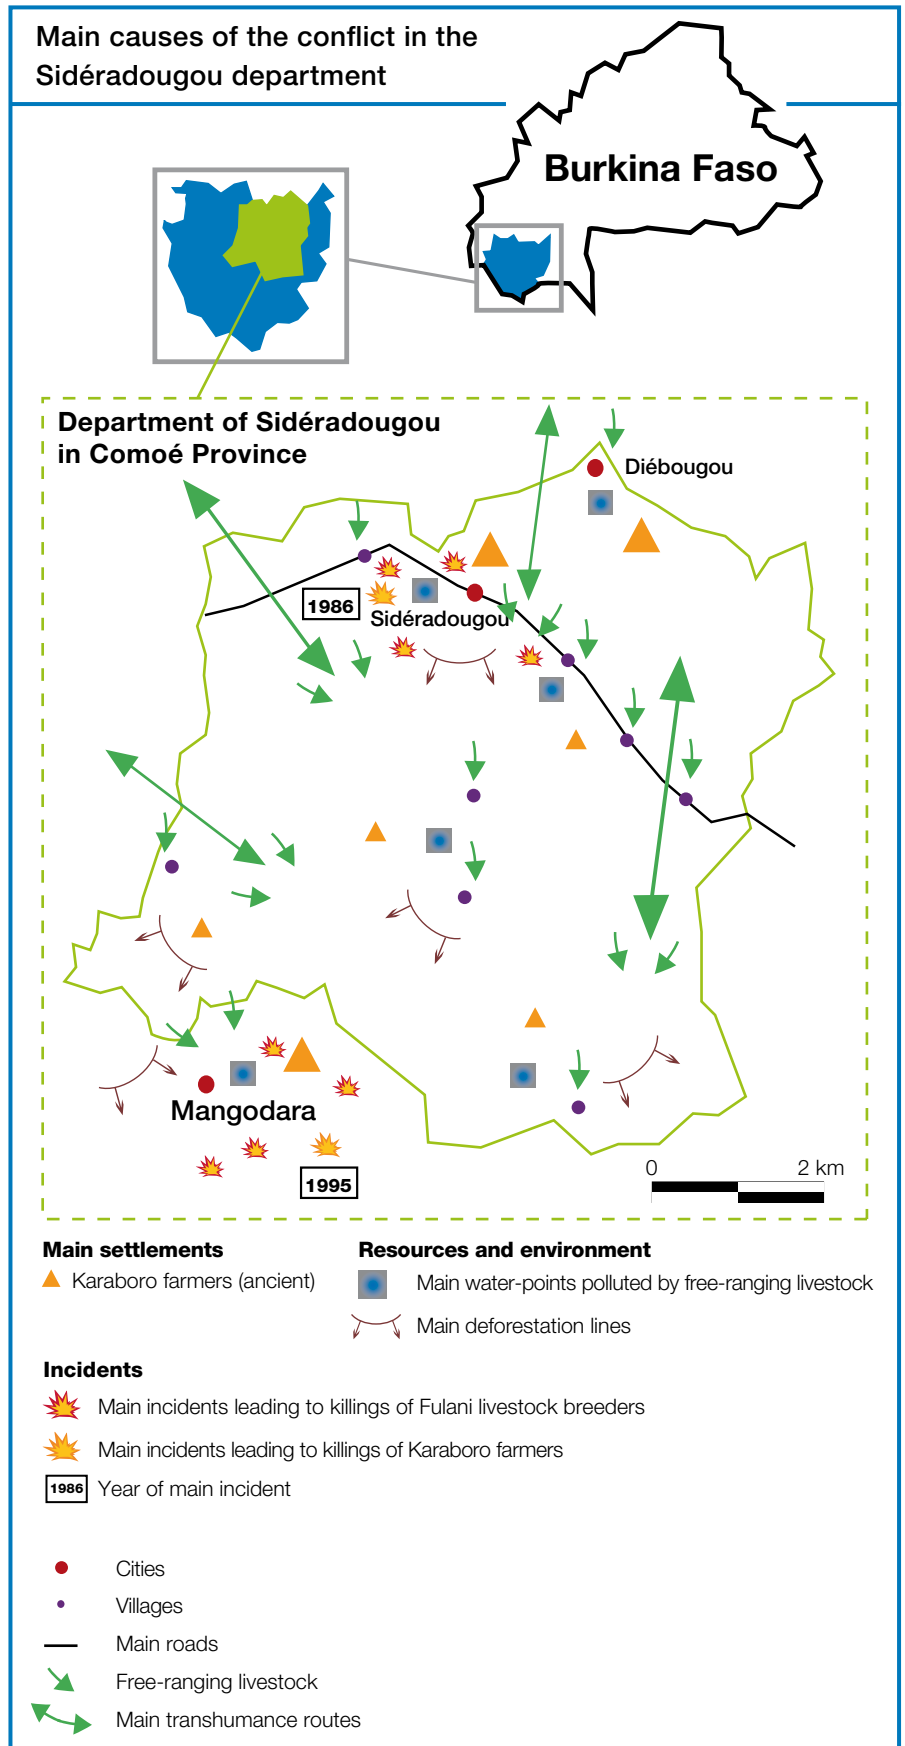 Main causes of the conflict in the
Sidéradougou department
Burkina Faso
Department of Sidéradougou
in Comoé Province
Diébougou
1986
Sidéradougou
Mangodara
1995
0 2 km
Main settlements
Karaboro farmers (ancient)
Resources and environment
Main water-points polluted by free-ranging livestock
Main deforestation lines
Incidents
Main incidents leading to killings of Fulani livestock breeders
Main incidents leading to killings of Karaboro farmers
1986 Year of main incident
Cities
Villages
Main roads
Free-ranging livestock
Main transhumance routes